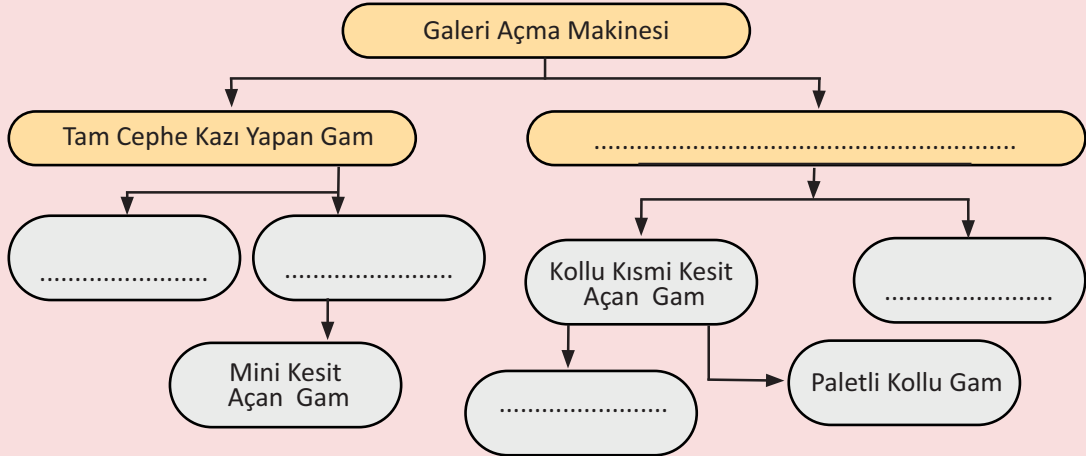 Galeri Açma Makinesi
Tam Cephe Kazı Yapan Gam
........................................................
......................
......................
Kollu Kısmi Kesit
Açan Gam
......................
Mini Kesit
Açan Gam
......................
Paletli Kollu Gam